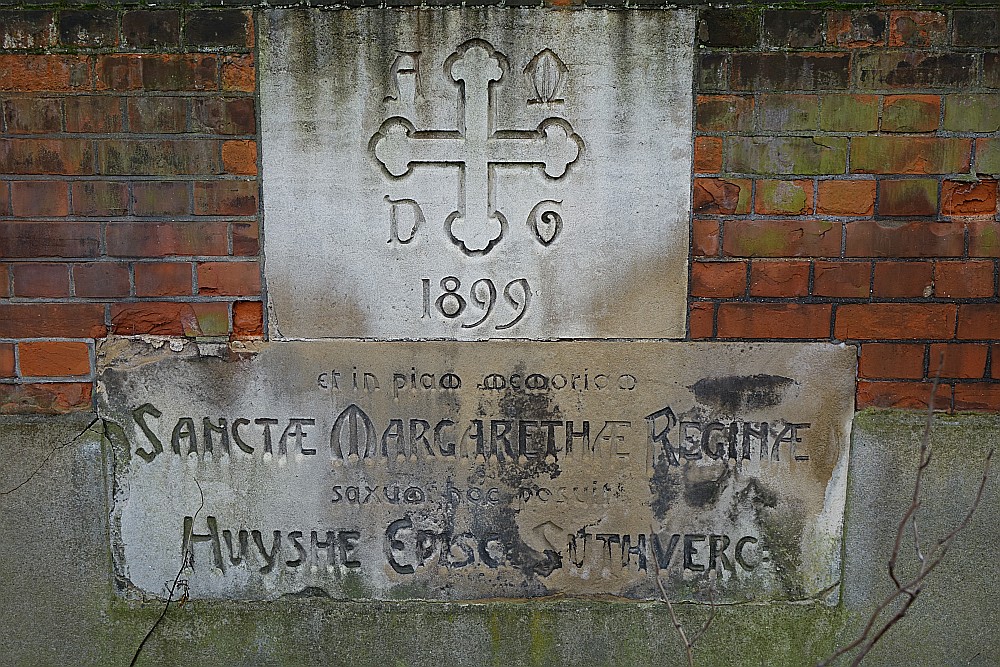 A M
D G
1899
et in piam memoriam
SANCTÆ MARGARETHÆ REGINÆ
saxum hoc posuit
HUYSHE EPISC SUTHVERC: